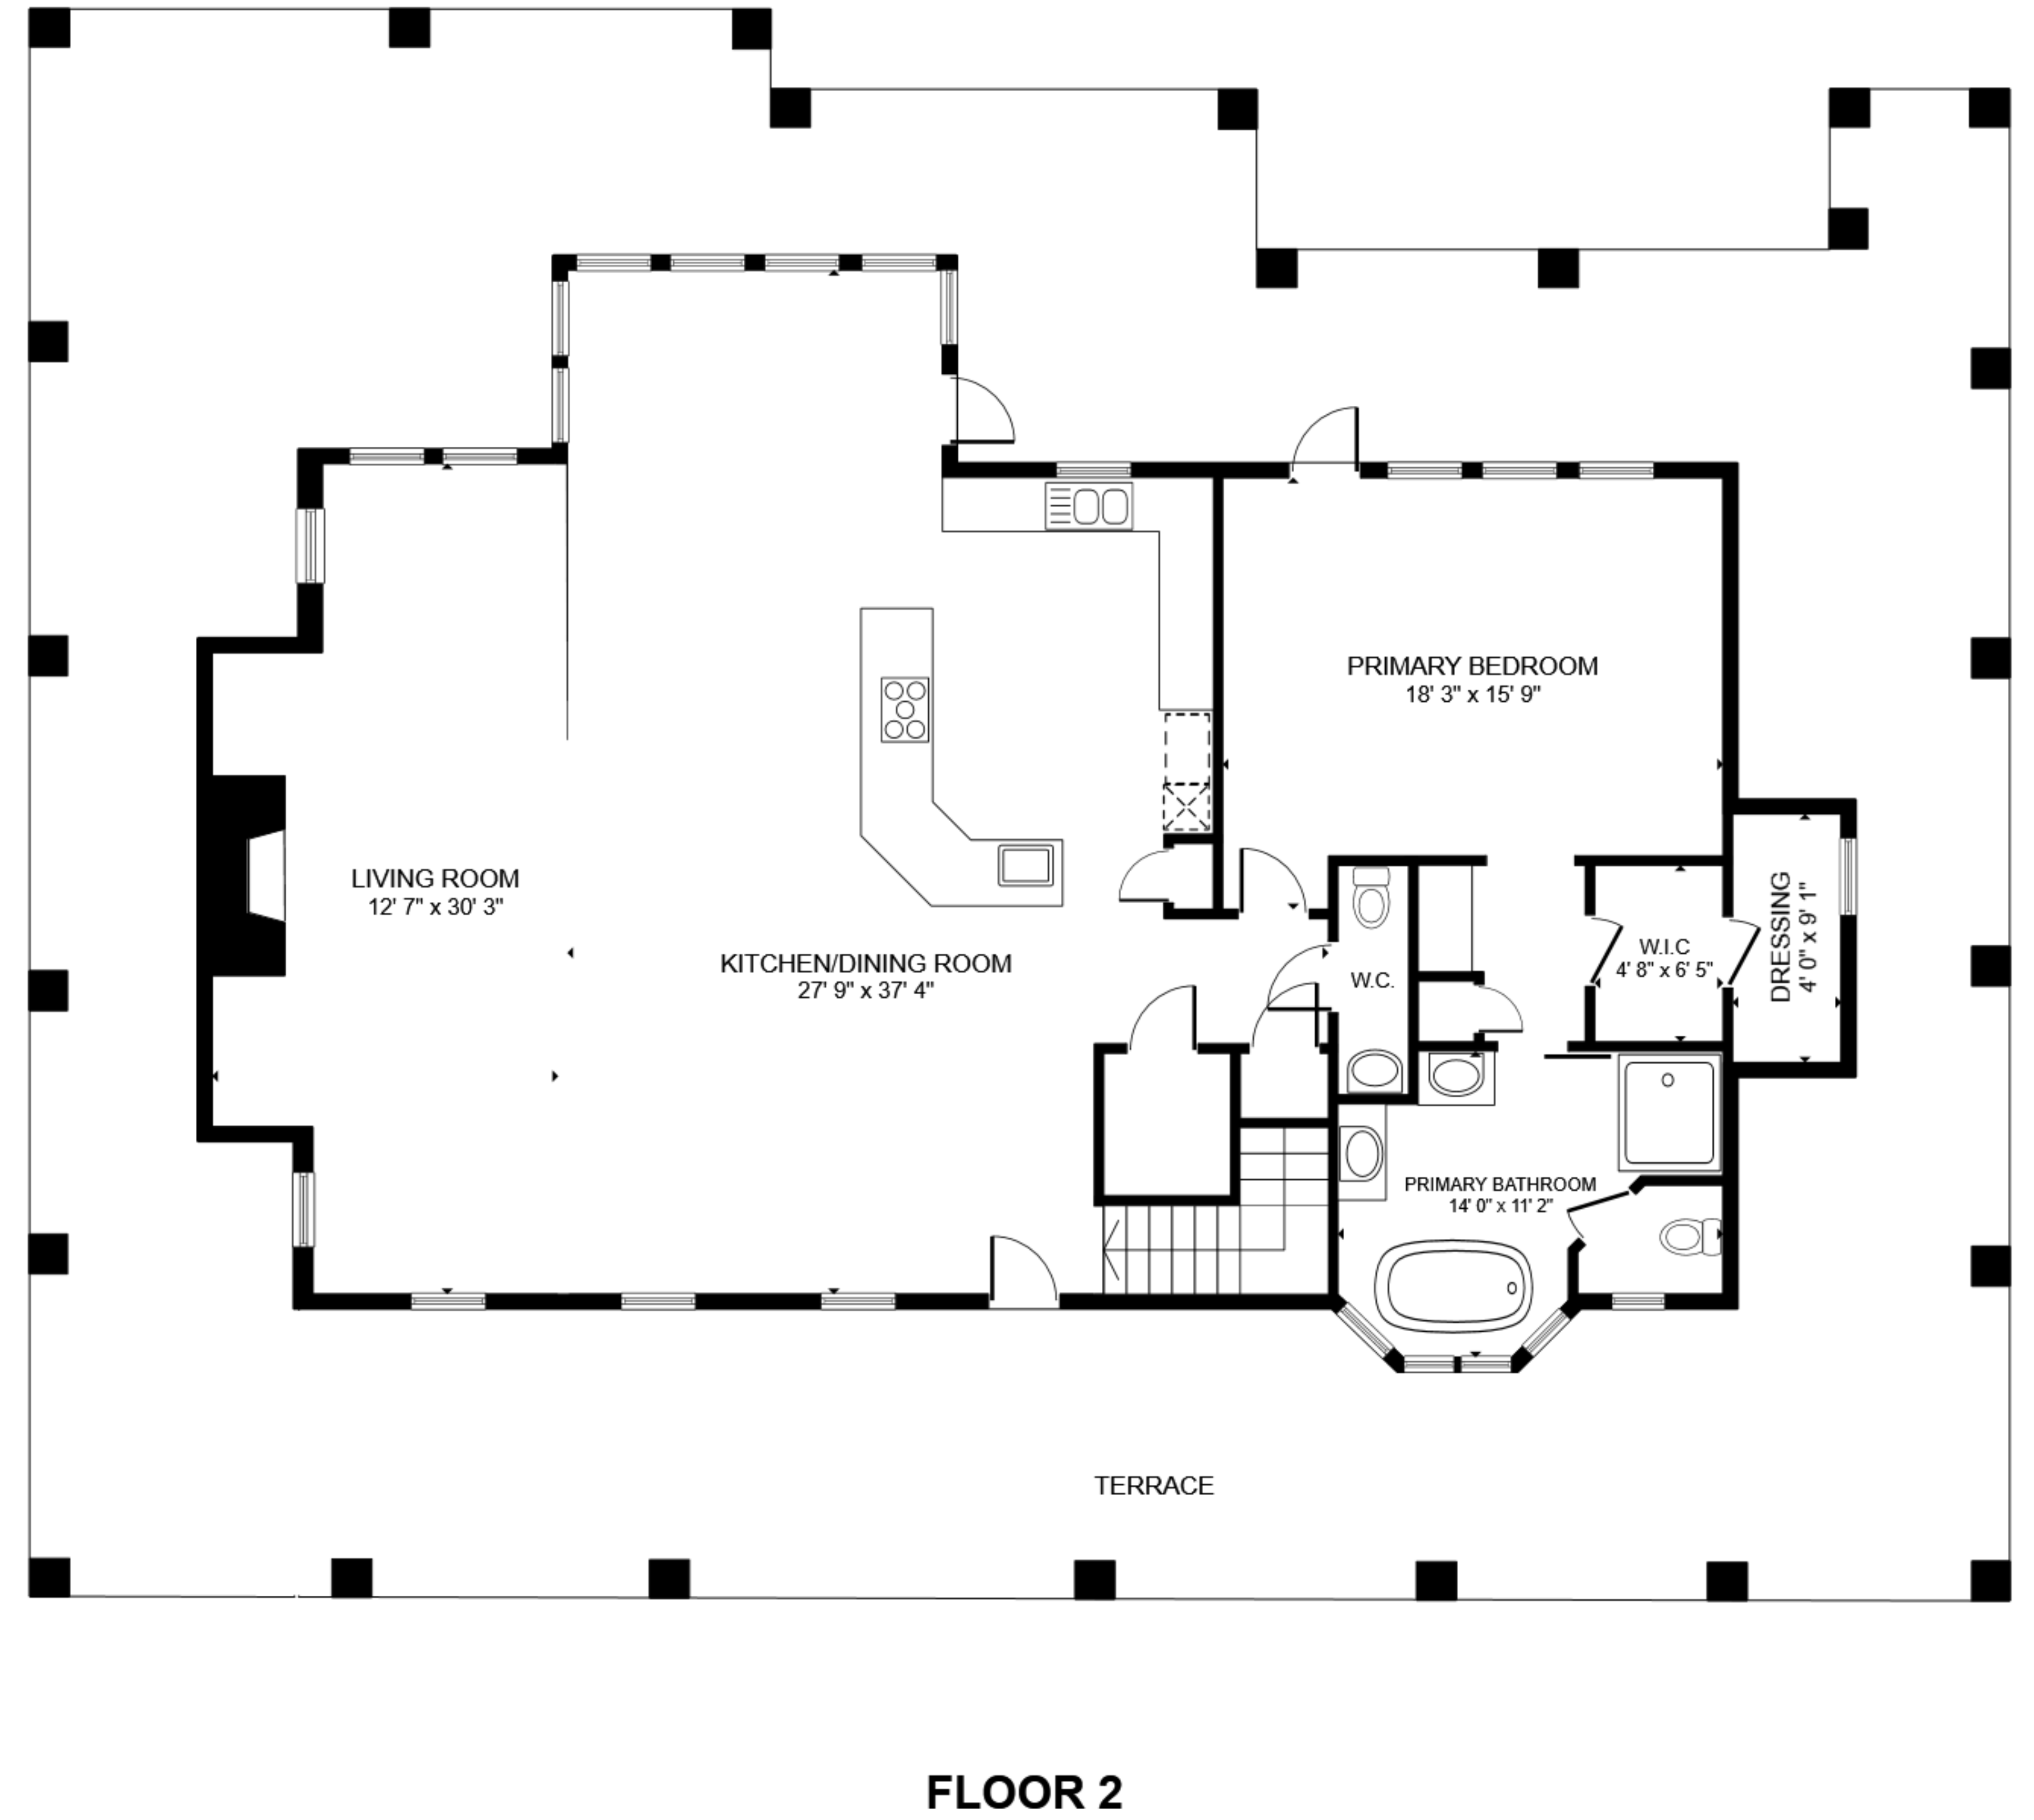 PRIMARY BEDROOM
18' 3" x 15' 9"
LIVING ROOM
12' 7" x 30' 3"
KITCHEN/DINING ROOM
27' 9" x 37' 4"
W.C.
W.I.C
4' 8" x 6' 5"
DRESSING
4' 0" x 9' 1"
PRIMARY BATHROOM
14' 0" x 11' 2"
TERRACE
FLOOR 2